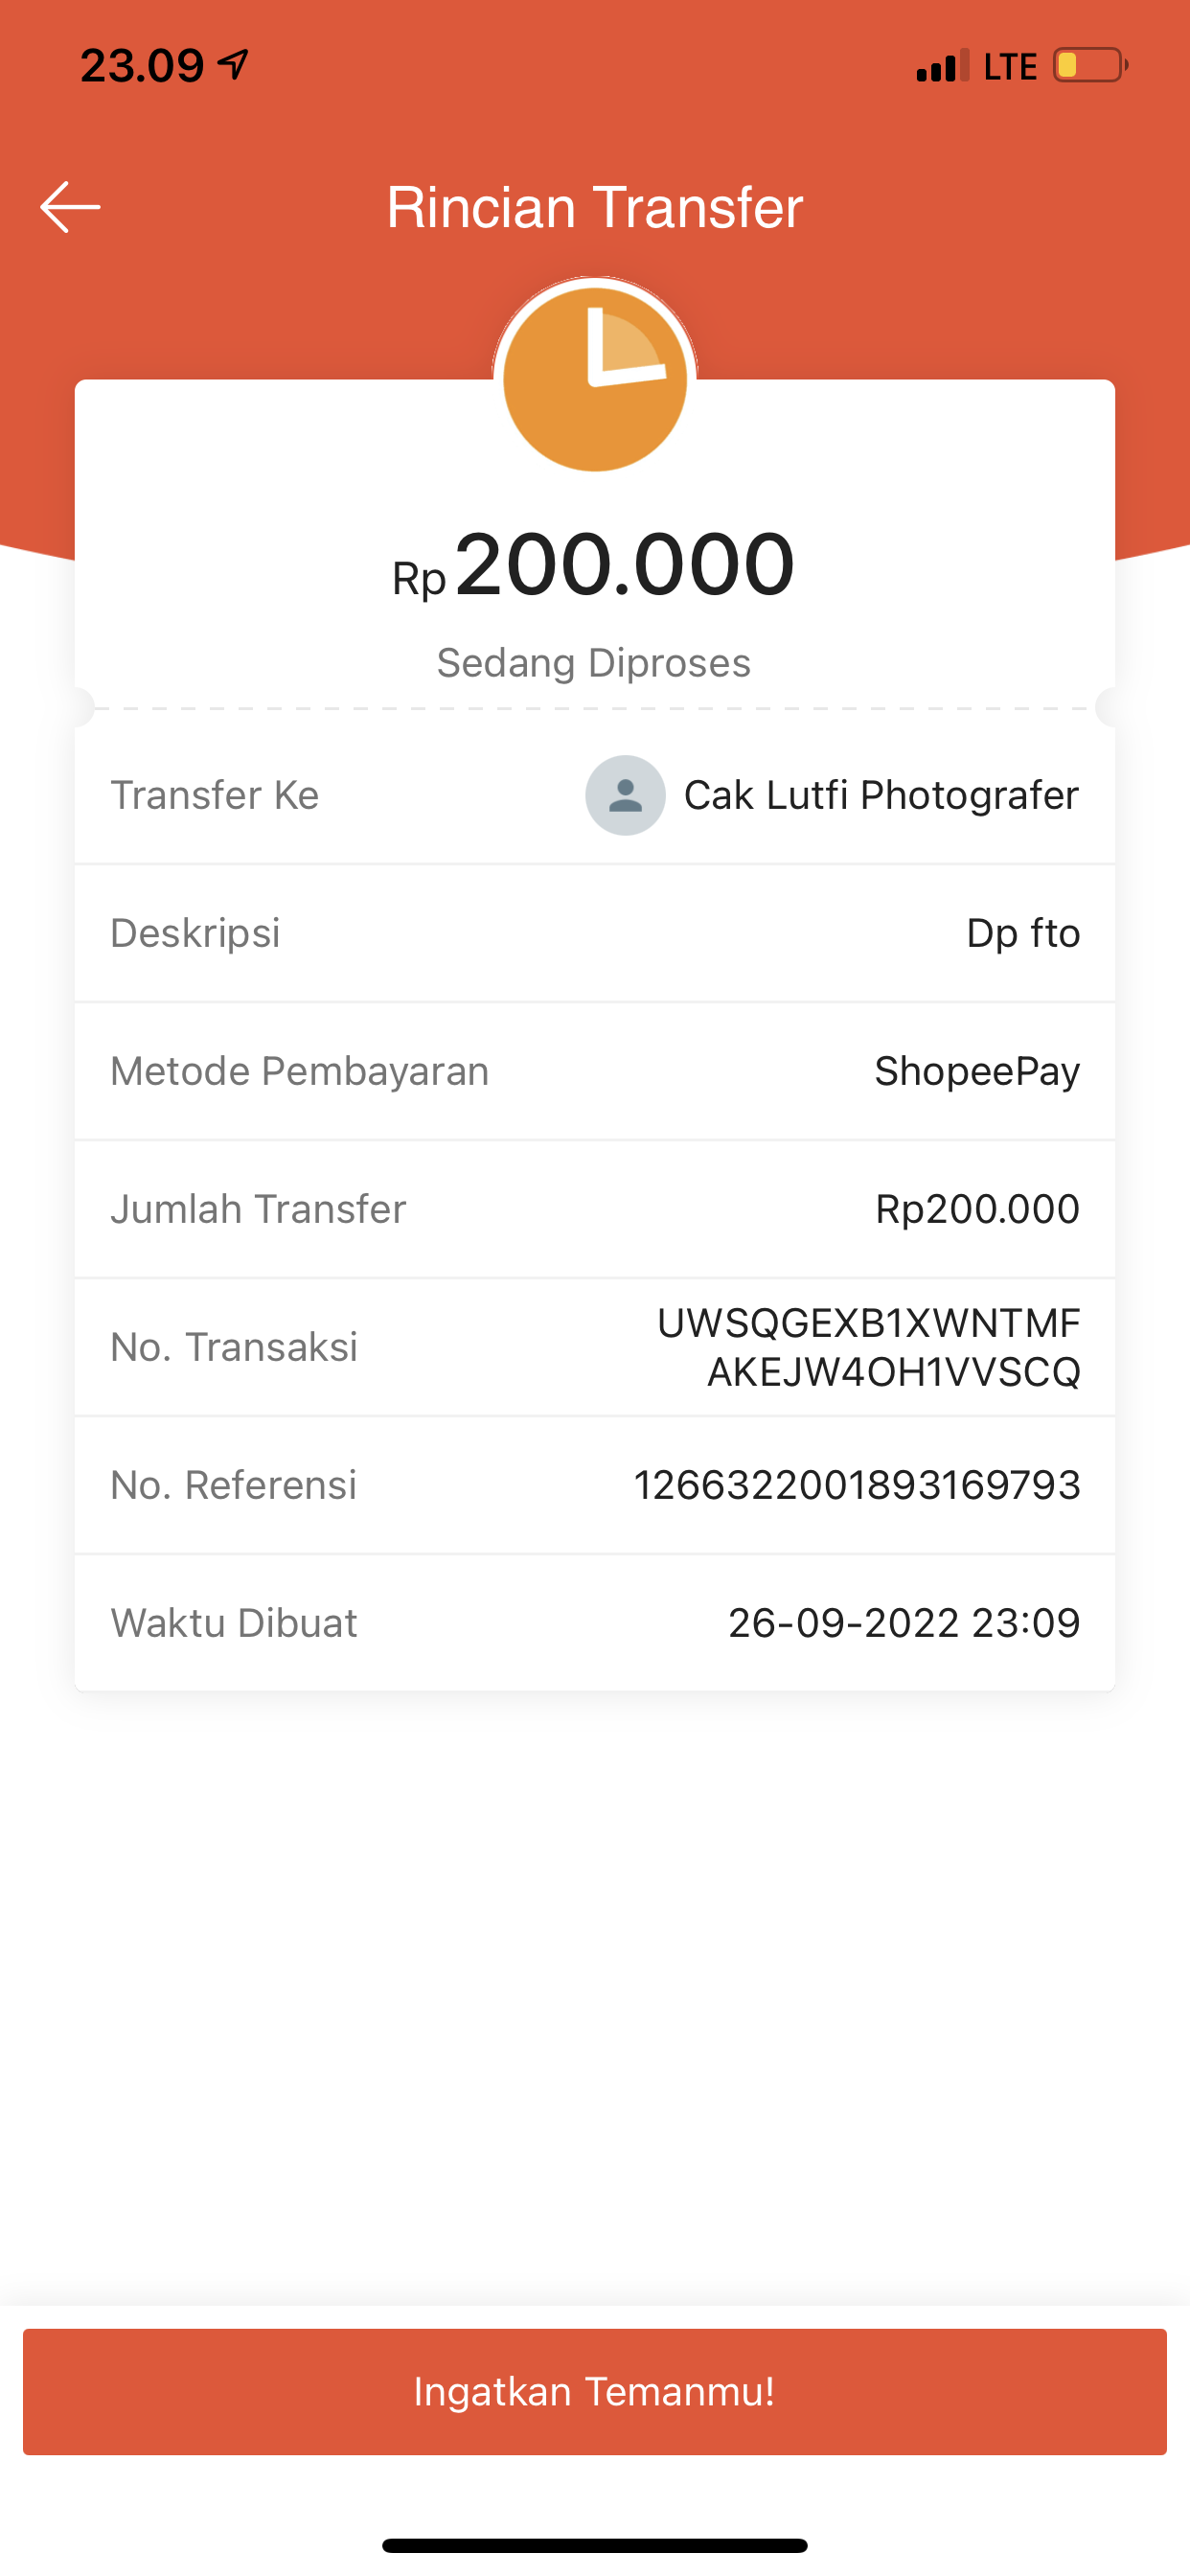 23.09
LTE
Rincian Transfer
Rp200.000
Sedang Diproses
Transfer Ke
Cak Lutfi Photografer
Deskripsi
Dp fto
Metode Pembayaran
ShopeePay
Jumlah Transfer
Rp200.000
No. Transaksi
UWSQGEXB1XWNTMF
AKEJW4OH1VVSCQ
No. Referensi
1266322001893169793
Waktu Dibuat
26-09-2022 23:09
Ingatkan Temanmu!